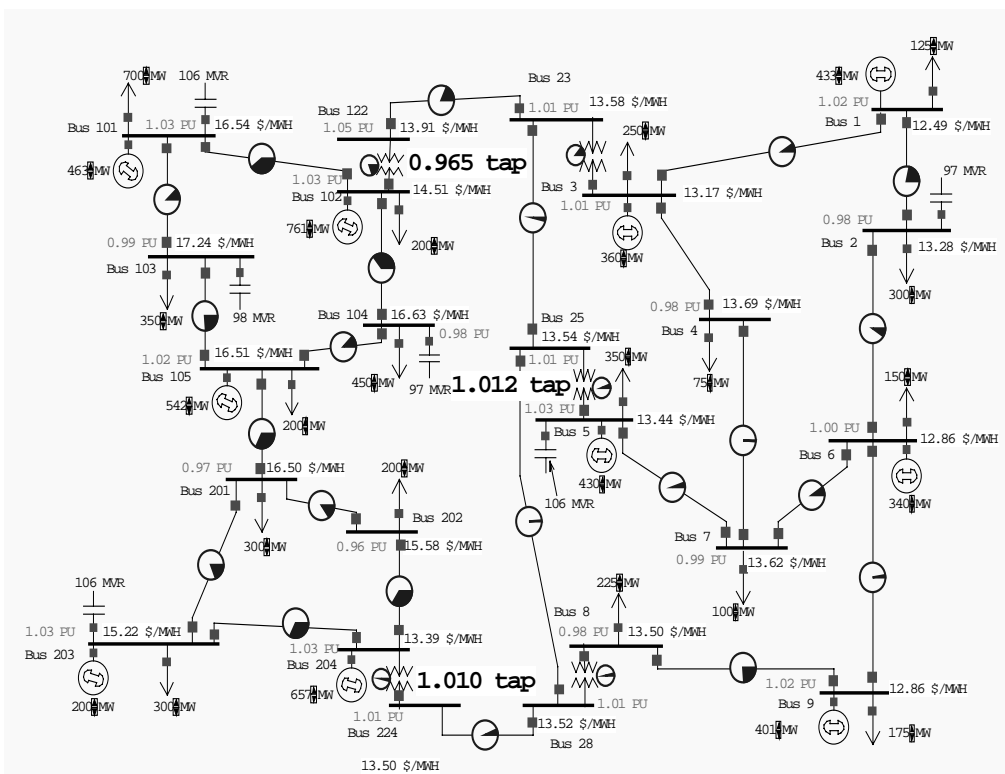 700 MW
106 MVR
Bus 101
1.03 PU
16.54 $/MWH
463 MW
Bus 122
1.05 PU
13.91 $/MWH
0.965 tap
1.03 PU
Bus 102
14.51 $/MWH
761 MW
200 MW
Bus 23
1.01 PU
13.58 $/MWH
250 MW
Bus 3
1.01 PU
13.17 $/MWH
360 MW
433 MW
125 MW
1.02 PU
Bus 1
12.49 $/MWH
97 MVR
0.98 PU
Bus 2
13.28 $/MWH
300 MW
0.99 PU
17.24 $/MWH
Bus 103
350 MW
98 MVR
Bus 104
16.63 $/MWH
0.98 PU
450 MW
97 MVR
1.02 PU
16.51 $/MWH
Bus 105
542 MW
200 MW
Bus 25
13.54 $/MWH
1.01 PU
350 MW
1.012 tap
1.03 PU
Bus 5
13.44 $/MWH
430 MW
106 MVR
0.98 PU
Bus 4
13.69 $/MWH
75 MW
150 MW
1.00 PU
Bus 6
12.86 $/MWH
340 MW
0.97 PU
16.50 $/MWH
Bus 201
300 MW
200 MW
Bus 202
0.96 PU
15.58 $/MWH
Bus 7
0.99 PU
13.62 $/MWH
100 MW
106 MVR
1.03 PU
15.22 $/MWH
Bus 203
200 MW
300 MW
13.39 $/MWH
1.03 PU
Bus 204
657 MW
1.010 tap
1.01 PU
Bus 224
13.50 $/MWH
225 MW
Bus 8
0.98 PU
13.50 $/MWH
1.01 PU
13.52 $/MWH
Bus 28
1.02 PU
Bus 9
12.86 $/MWH
401 MW
175 MW